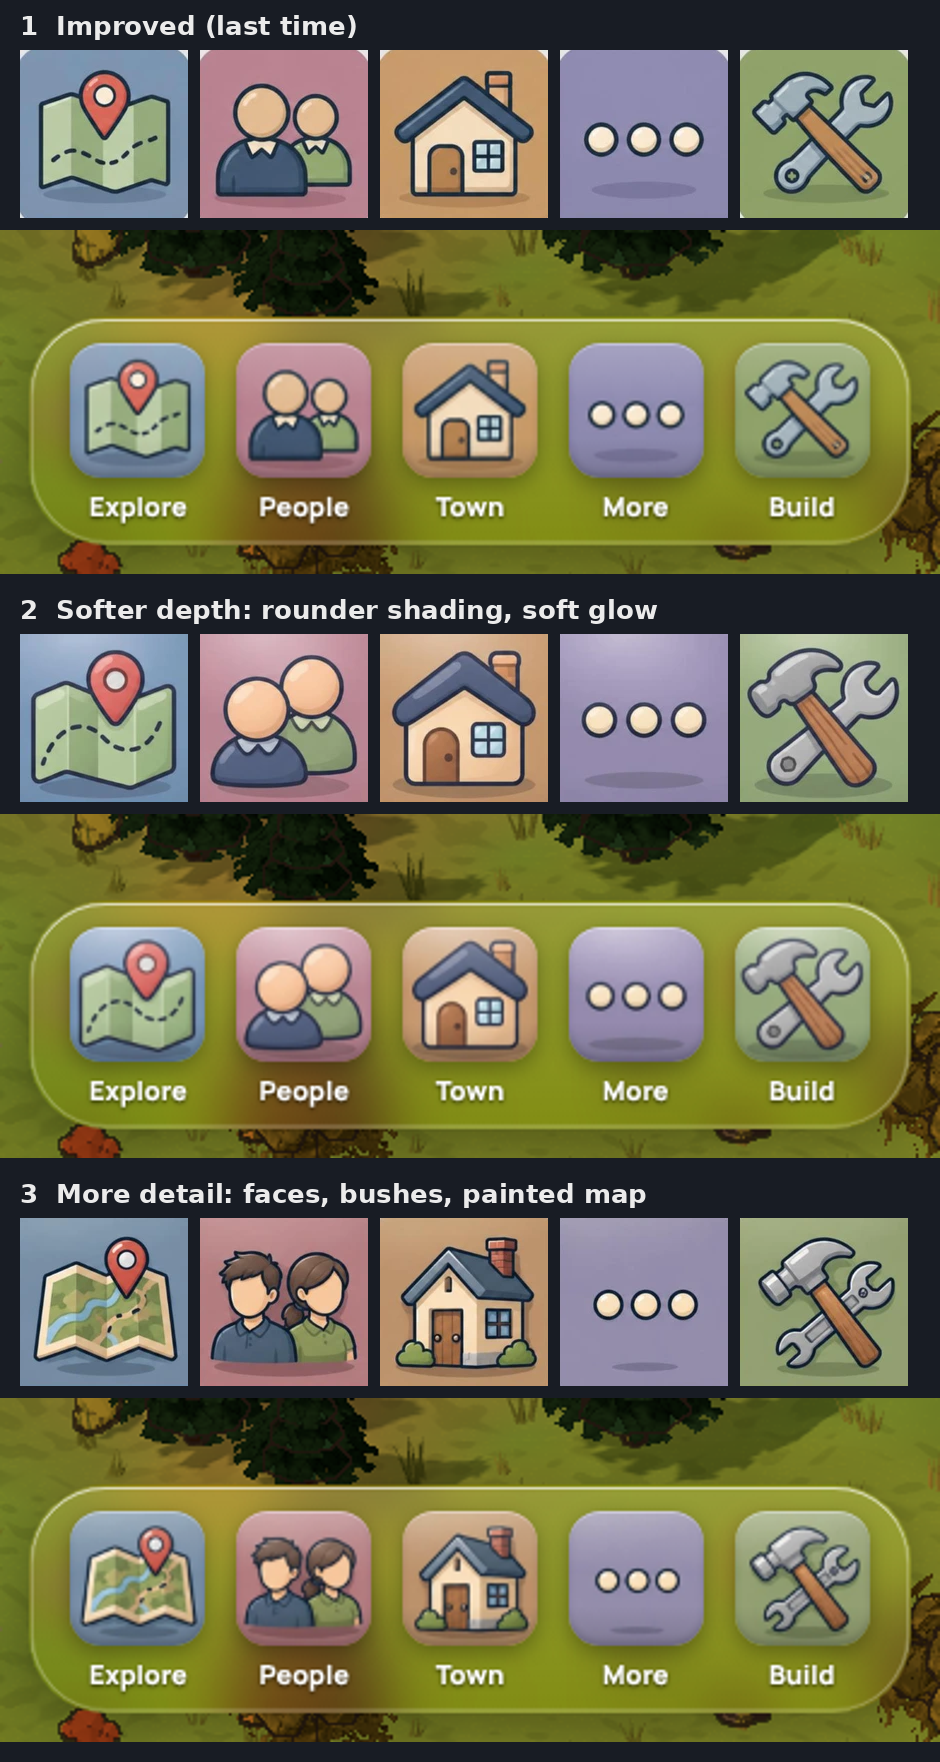 1 Improved (last time)
Explore People Town More Build
2 Softer depth: rounder shading, soft glow
Explore People Town More Build
3 More detail: faces, bushes, painted map
Explore People Town More Build